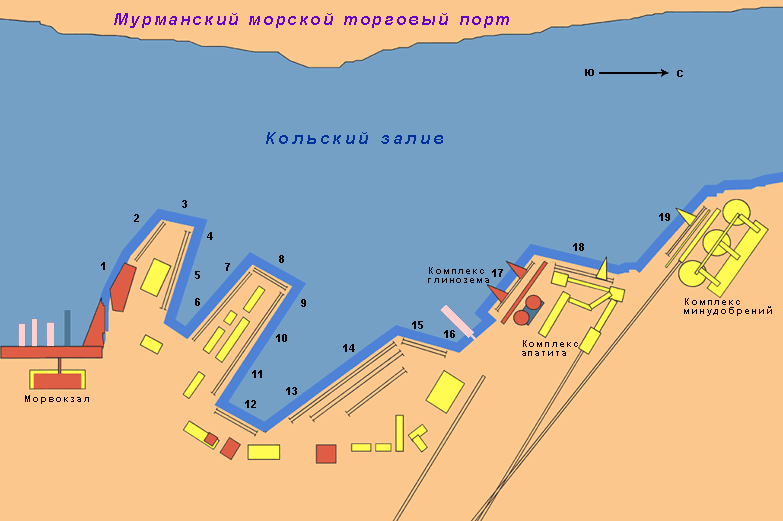 Мурманский морской торговый порт
Ю С
Кольский залив
1
2
3
4
5
6
7
8
9
10
11
12
13
14
15
16
17
18
19
Комплекс
глинозема
Комплекс
апатита
Комплекс
минудобрений
Морвокзал